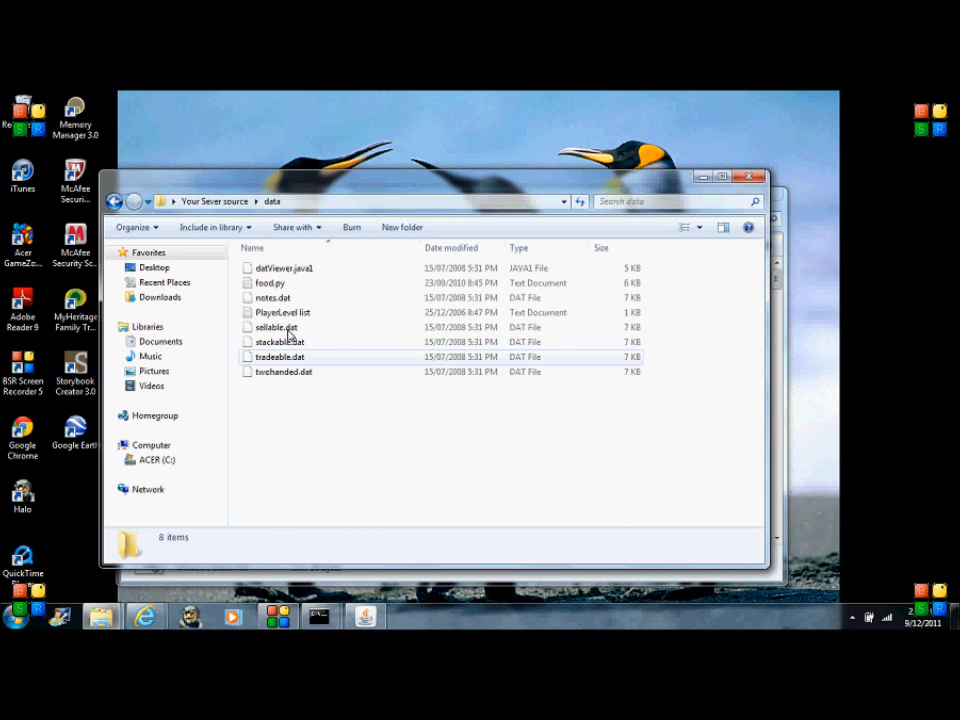 Memory
Manager 3.0
iTunes
McAfee
Securi...
Acer
GameZo...
McAfee
Security Sc...
Adobe
Reader 9
MyHeritage
Family Tr...
BSR Screen
Recorder 5
Storybook
Creator 3.0
Google
Chrome
Google Earth
Halo
QuickTime
Your Sever source
data
Search data
Organize
Include in library
Share with
Burn
New folder
Name
Date modified
Type
Size
Favorites
Desktop
Recent Places
Downloads
Libraries
Documents
Music
Pictures
Videos
Homegroup
Computer
ACER (C:)
Network
datViewer.java1 15/07/2008 5:31 PM JAVA1 File 5 KB
food.py 23/09/2010 8:45 PM Text Document 6 KB
notes.dat 15/07/2008 5:31 PM DAT File 7 KB
PlayerLevel list 25/12/2006 8:47 PM Text Document 1 KB
sellable.dat 15/07/2008 5:31 PM DAT File 7 KB
stackable.dat 15/07/2008 5:31 PM DAT File 7 KB
tradeable.dat 15/07/2008 5:31 PM DAT File 7 KB
twohanded.dat 15/07/2008 5:31 PM DAT File 7 KB
8 items
B
S R
B
S R
B
S R
B
S R
9/12/2011